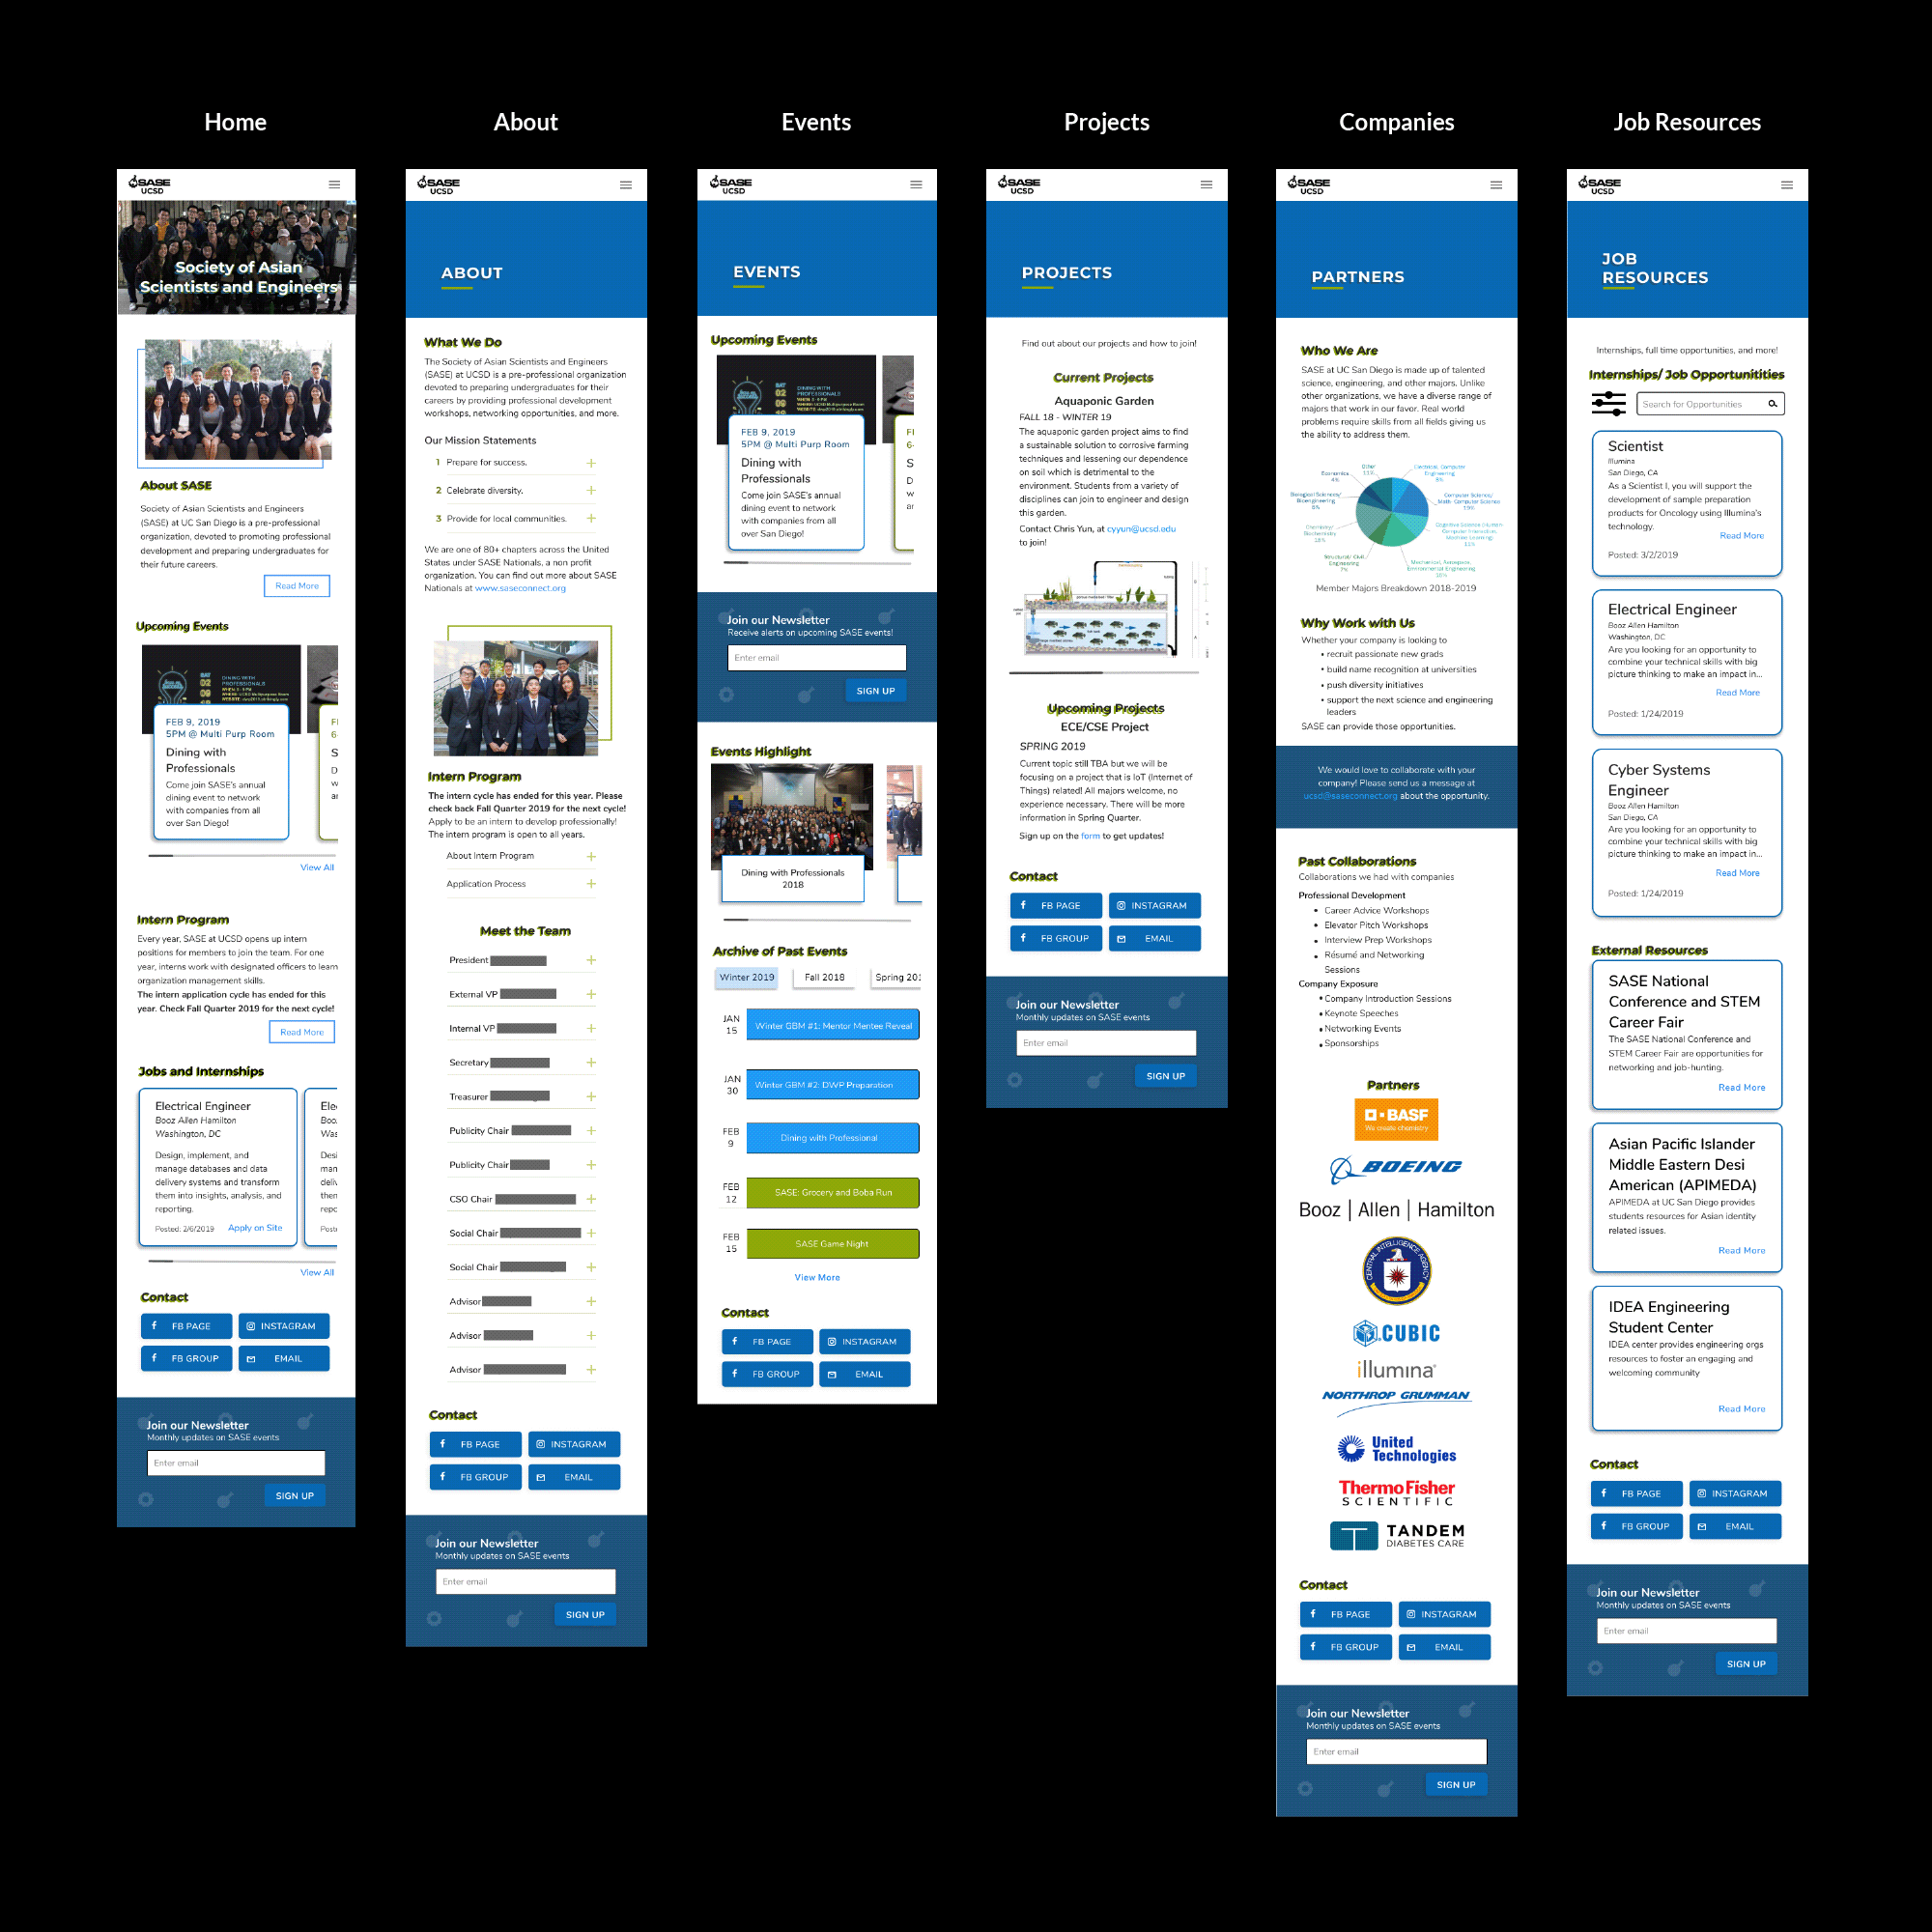 Home
About
Events
Projects
Companies
Job Resources
SASE
UCSD
Society of Asian
Scientists and Engineers
About SASE
Society of Asian Scientists and Engineers
(SASE) at UC San Diego is a pre-professional
organization, devoted to promoting professional
development and preparing undergraduates for
their future careers.
Read More
Upcoming Events
SAT
02
09
DINING WITH
PROFESSIONALS
FEB 9, 2019
5PM @ Multi Purp Room
Dining with
Professionals
Come join SASE's annual
dining event to network
with companies from all
over San Diego!
View All
Intern Program
Every year, SASE at UCSD opens up intern
positions for members to join the team. For one
year, interns work with designated officers to learn
organization management skills.
The intern application cycle has ended for this
year. Check Fall Quarter 2019 for the next cycle!
Read More
Jobs and Internships
Electrical Engineer
Booz Allen Hamilton
Washington, DC
Design, implement, and
manage databases and data
delivery systems and transform
them into insights, analysis, and
reporting.
Posted: 2/6/2019
Apply on Site
View All
Contact
FB PAGE
INSTAGRAM
FB GROUP
EMAIL
Join our Newsletter
Monthly updates on SASE events
Enter email
SIGN UP
SASE
UCSD
ABOUT
What We Do
The Society of Asian Scientists and Engineers
(SASE) at UCSD is a pre-professional organization
devoted to preparing undergraduates for their
careers by providing professional development
workshops, networking opportunities, and more.
Our Mission Statements
1 Prepare for success. +
2 Celebrate diversity. +
3 Provide for local communities. +
We are one of 80+ chapters across the United
States under SASE Nationals, a non profit
organization. You can find out more about SASE
Nationals at www.saseconnect.org
Intern Program
The intern cycle has ended for this year. Please
check back Fall Quarter 2019 for the next cycle!
Apply to be an intern to develop professionally!
The intern program is open to all years.
About Intern Program +
Application Process +
Meet the Team
President +
External VP +
Internal VP +
Secretary +
Treasurer +
Publicity Chair +
Publicity Chair +
CSO Chair +
Social Chair +
Social Chair +
Advisor +
Advisor +
Advisor +
Contact
FB PAGE
INSTAGRAM
FB GROUP
EMAIL
Join our Newsletter
Monthly updates on SASE events
Enter email
SIGN UP
SASE
UCSD
EVENTS
Upcoming Events
SAT
02
09
DINING WITH
PROFESSIONALS
FEB 9, 2019
5PM @ Multi Purp Room
Dining with
Professionals
Come join SASE's annual
dining event to network
with companies from all
over San Diego!
Join our Newsletter
Receive alerts on upcoming SASE events!
Enter email
SIGN UP
Events Highlight
Dining with Professionals
2018
Archive of Past Events
Winter 2019
Fall 2018
Spring 201
JAN
15
Winter GBM #1: Mentor Mentee Reveal
JAN
30
Winter GBM #2: DWP Preparation
FEB
9
Dining with Professional
FEB
12
SASE: Grocery and Boba Run
FEB
15
SASE Game Night
View More
Contact
FB PAGE
INSTAGRAM
FB GROUP
EMAIL
SASE
UCSD
PROJECTS
Find out about our projects and how to join!
Current Projects
Aquaponic Garden
FALL 18 - WINTER 19
The aquaponic garden project aims to find
a sustainable solution to corrosive farming
techniques and lessening our dependence
on soil which is detrimental to the
environment. Students from a variety of
disciplines can join to engineer and design
this garden.
Contact Chris Yun, at cyyun@ucsd.edu
to join!
Upcoming Projects
ECE/CSE Project
SPRING 2019
Current topic still TBA but we will be
focusing on a project that is IoT (Internet of
Things) related! All majors welcome, no
experience necessary. There will be more
information in Spring Quarter.
Sign up on the form to get updates!
Contact
FB PAGE
INSTAGRAM
FB GROUP
EMAIL
Join our Newsletter
Monthly updates on SASE events
Enter email
SIGN UP
SASE
UCSD
PARTNERS
Who We Are
SASE at UC San Diego is made up of talented
science, engineering, and other majors. Unlike
other organizations, we have a diverse range of
majors that work in our favor. Real world
problems require skills from all fields giving us
the ability to address them.
Other
11%
Economics
4%
Biological Sciences/
Bioengineering
Chemistry/
Biochemistry
Structural/ Civil
Engineering
7%
Member Majors Breakdown 2018-2019
Why Work with Us
Whether your company is looking to
• recruit passionate new grads
• build name recognition at universities
• push diversity initiatives
• support the next science and engineering
leaders
SASE can provide those opportunities.
We would love to collaborate with your
company! Please send us a message at
ucsd@saseconnect.org about the opportunity.
Past Collaborations
Collaborations we had with companies
Professional Development
• Career Advice Workshops
• Elevator Pitch Workshops
• Interview Prep Workshops
• Résumé and Networking
Sessions
Company Exposure
• Company Introduction Sessions
• Keynote Speeches
• Networking Events
• Sponsorships
Partners
BASF
We create chemistry
BOEING
Booz | Allen | Hamilton
CENTRAL INTELLIGENCE AGENCY
CUBIC
illumina
NORTHROP GRUMMAN
United
Technologies
ThermoFisher
SCIENTIFIC
TANDEM
DIABETES CARE
Contact
FB PAGE
INSTAGRAM
FB GROUP
EMAIL
Join our Newsletter
Monthly updates on SASE events
Enter email
SIGN UP
SASE
UCSD
JOB
RESOURCES
Internships, full time opportunities, and more!
Internships/ Job Opportunitities
Search for Opportunities
Scientist
Illumina
San Diego, CA
As a Scientist I, you will support the
development of sample preparation
products for Oncology using Illumina's
technology.
Read More
Posted: 3/2/2019
Electrical Engineer
Booz Allen Hamilton
Washington, DC
Are you looking for an opportunity to
combine your technical skills with big
picture thinking to make an impact in...
Read More
Posted: 1/24/2019
Cyber Systems
Engineer
Booz Allen Hamilton
San Diego, CA
Are you looking for an opportunity to
combine your technical skills with big
picture thinking to make an impact in...
Read More
Posted: 1/24/2019
External Resources
SASE National
Conference and STEM
Career Fair
The SASE National Conference and
STEM Career Fair are opportunities for
networking and job-hunting.
Read More
Asian Pacific Islander
Middle Eastern Desi
American (APIMEDA)
APIMEDA at UC San Diego provides
students resources for Asian identity
related issues.
Read More
IDEA Engineering
Student Center
IDEA center provides engineering orgs
resources to foster an engaging and
welcoming community
Read More
Contact
FB PAGE
INSTAGRAM
FB GROUP
EMAIL
Join our Newsletter
Monthly updates on SASE events
Enter email
SIGN UP